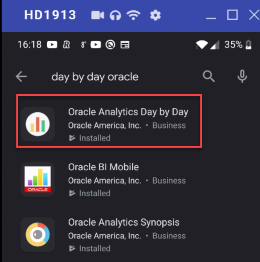 HD1913
16:18 35%
day by day oracle
Oracle Analytics Day by Day
Oracle America, Inc. • Business
Installed
ORACLE
Oracle BI Mobile
Oracle America, Inc. • Business
Installed
Oracle Analytics Synopsis
Oracle America, Inc. • Business
Installed